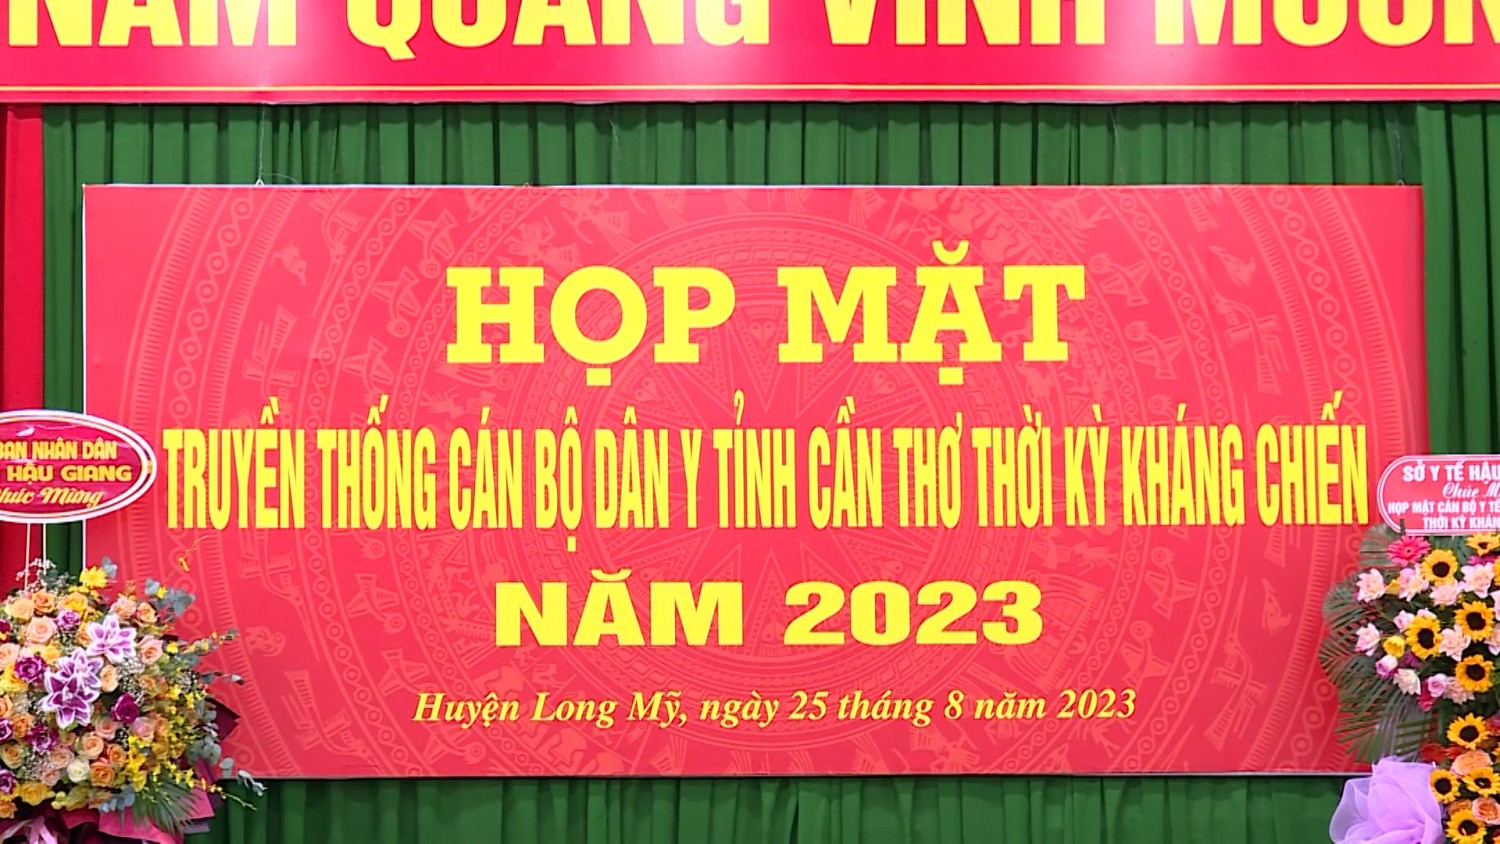 NAM QUANG VINH MUÔN
HỌP MẶT
TRUYỀN THỐNG CÁN BỘ DÂN Y TỈNH CẦN THƠ THỜI KỲ KHÁNG CHIẾN
NĂM 2023
Huyện Long Mỹ, ngày 25 tháng 8 năm 2023
BAN NHÂN DÂN
HẬU GIANG
Chúc Mừng
SỞ Y TẾ HẬU
Chúc M
HỌP MẶT CÁN BỘ Y TẾ
THỜI KỲ KHÁN